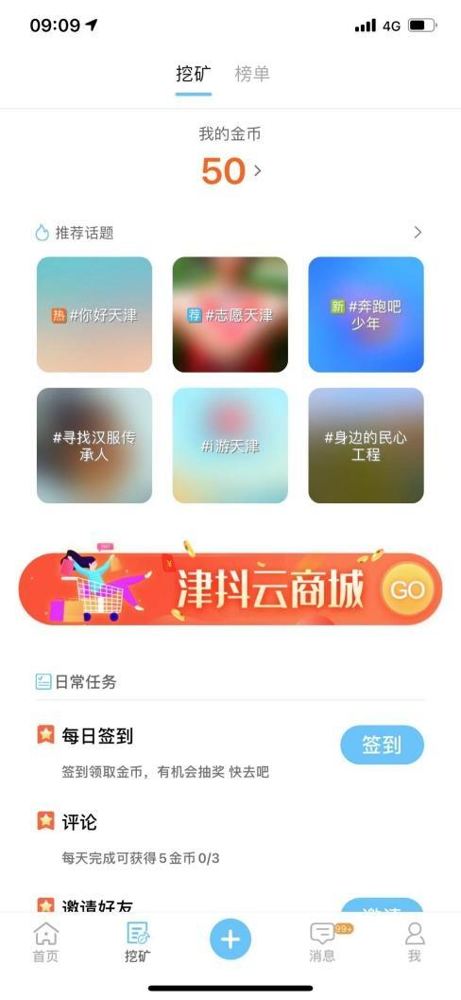 09:09
4G
挖矿 榜单
我的金币
50
推荐话题
热 #你好天津
荐 #志愿天津
新 #奔跑吧
少年
#寻找汉服传
承人
#i游天津
#身边的民心
工程
津抖云商城
GO
日常任务
每日签到
签到
签到领取金币，有机会抽奖 快去吧
评论
每天完成可获得5金币0/3
邀请好友
邀请
99+
首页
挖矿
消息
我